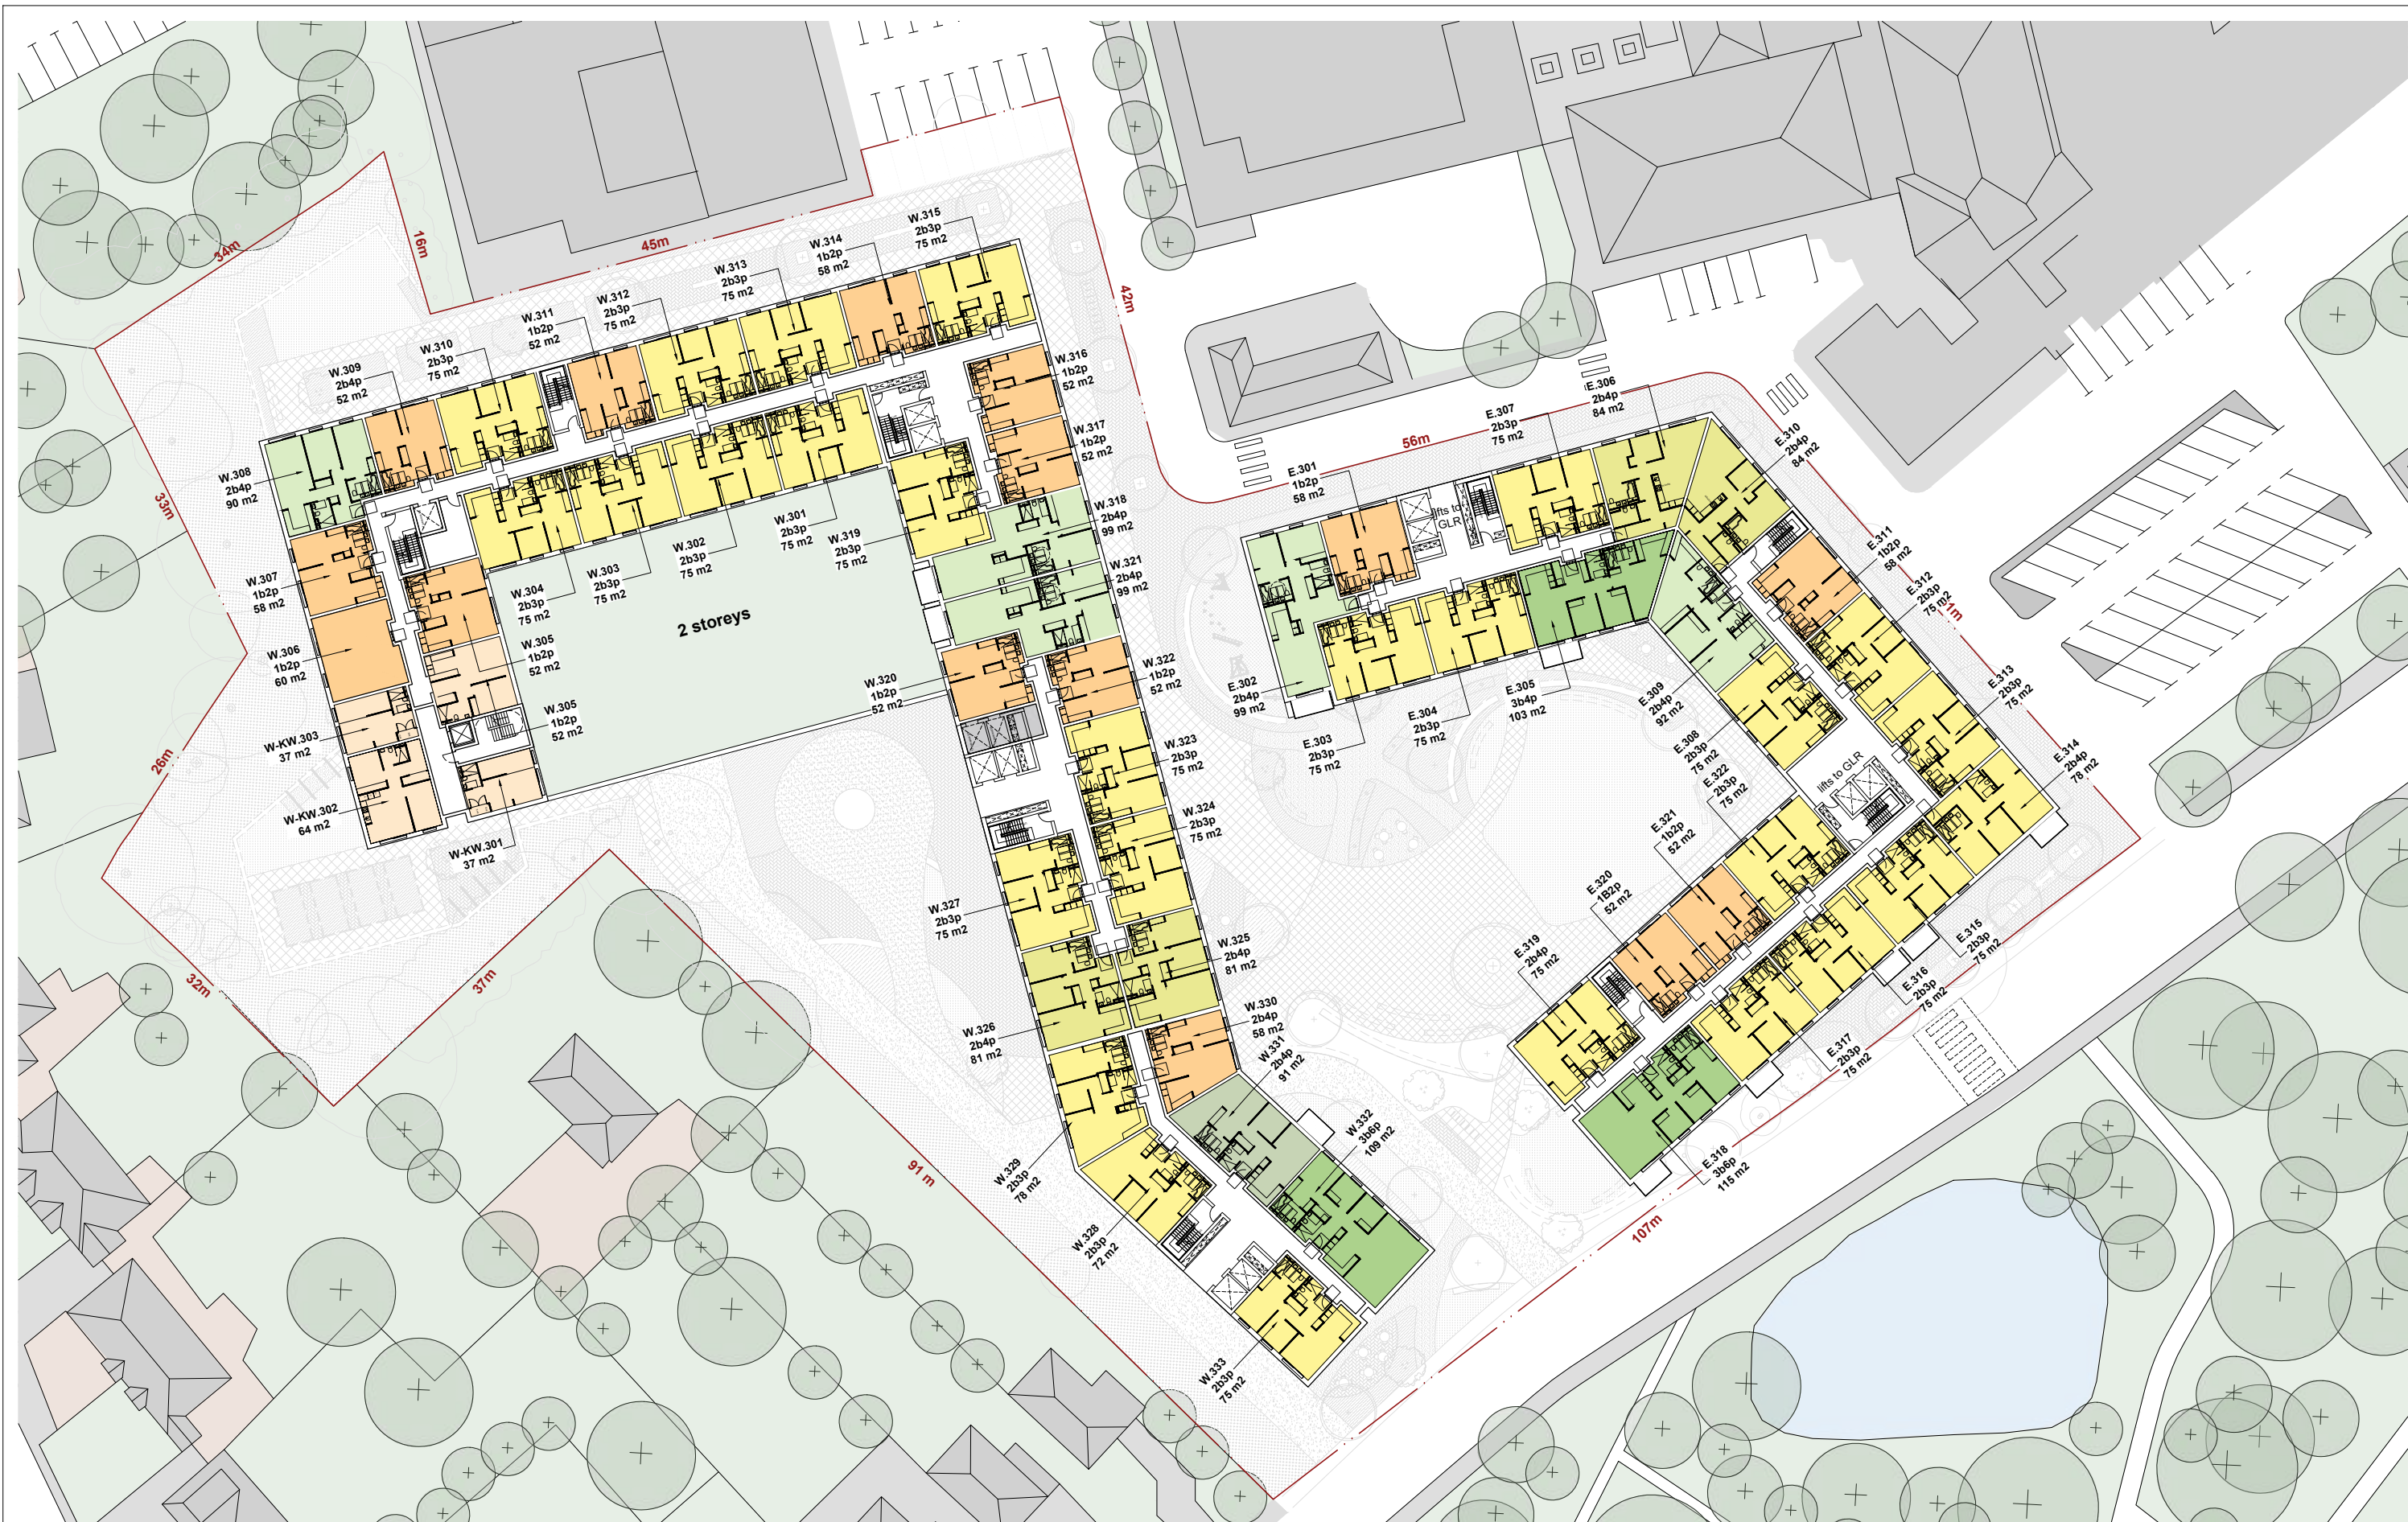 34m
16m
45m
42m
33m
26m
32m
37m
91 m
56m
1m
107m
W.315
2b3p
75 m2
W.314
1b2p
58 m2
W.313
2b3p
75 m2
W.312
2b3p
75 m2
W.311
1b2p
52 m2
W.310
2b3p
75 m2
W.309
2b4p
52 m2
W.308
2b4p
90 m2
W.307
1b2p
58 m2
W.306
1b2p
60 m2
W-KW.303
37 m2
W-KW.302
64 m2
W-KW.301
37 m2
W.305
1b2p
52 m2
W.305
1b2p
52 m2
W.304
2b3p
75 m2
W.303
2b3p
75 m2
W.302
2b3p
75 m2
W.301
2b3p
75 m2
2 storeys
W.319
2b3p
75 m2
W.316
1b2p
52 m2
W.317
1b2p
52 m2
W.318
2b4p
99 m2
W.321
2b4p
99 m2
W.320
1b2p
52 m2
W.322
1b2p
52 m2
W.323
2b3p
75 m2
W.324
2b3p
75 m2
W.327
2b3p
75 m2
W.325
2b4p
81 m2
W.326
2b4p
81 m2
W.330
2b4p
58 m2
W.331
2b4p
91 m2
W.332
3b6p
109 m2
W.329
2b3p
78 m2
W.328
2b3p
72 m2
W.333
2b3p
75 m2
E.301
1b2p
58 m2
lifts to
GLR
E.307
2b3p
75 m2
E.306
2b4p
84 m2
E.310
2b4p
84 m2
E.311
1b2p
58 m2
E.312
2b3p
75 m2
E.313
2b3p
75 m2
E.314
2b4p
78 m2
E.302
2b4p
99 m2
E.303
2b3p
75 m2
E.304
2b3p
75 m2
E.305
3b4p
103 m2
E.309
2b4p
92 m2
E.308
2b3p
75 m2
E.322
2b3p
75 m2
lifts to GLR
E.321
1b2p
52 m2
E.320
1B2p
52 m2
E.319
2b4p
75 m2
E.315
2b3p
75 m2
E.316
2b3p
75 m2
E.317
2b3p
75 m2
E.318
3b6p
115 m2